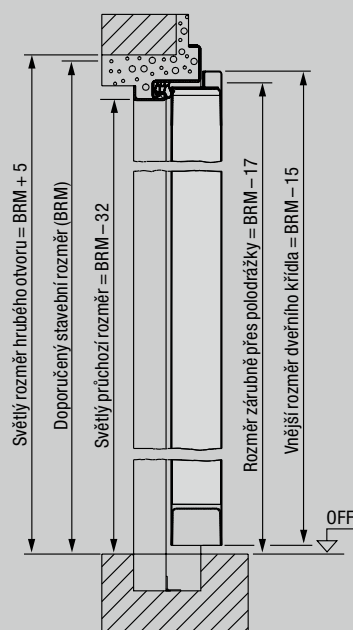 Světlý rozměr hrubého otvoru = BRM + 5
Doporučený stavební rozměr (BRM)
Světlý průchozí rozměr = BRM – 32
Rozměr zárubně přes polodrážky = BRM – 17
Vnější rozměr dveřního křídla = BRM – 15
OFF